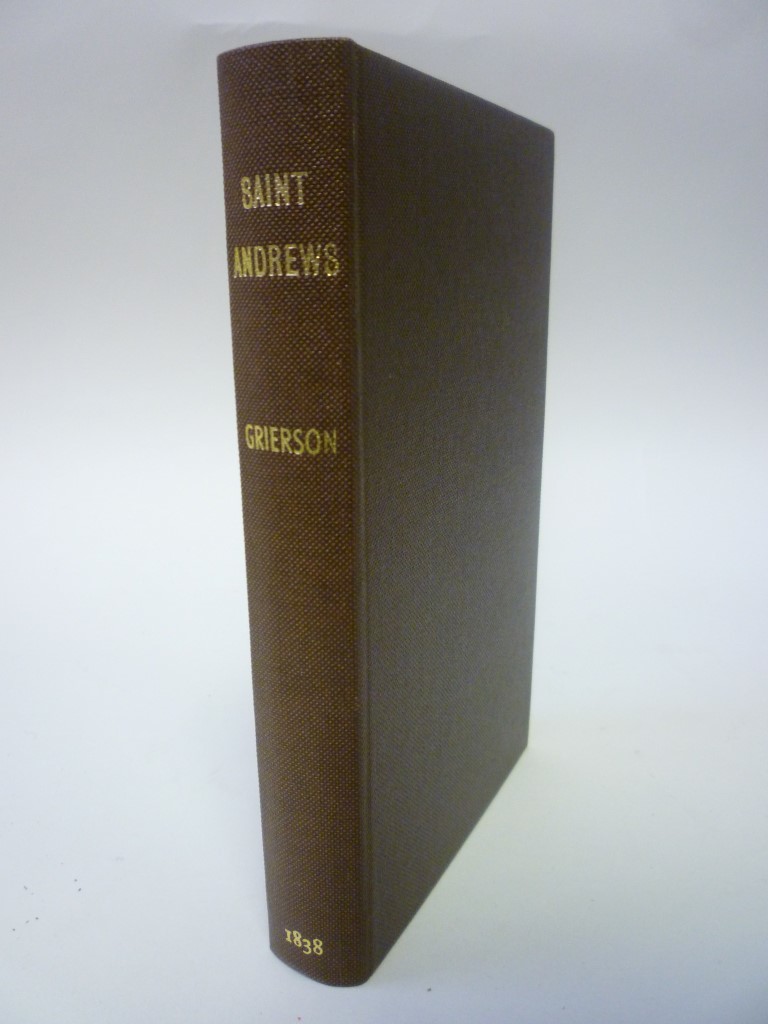 SAINT
ANDREWS
GRIERSON
1838